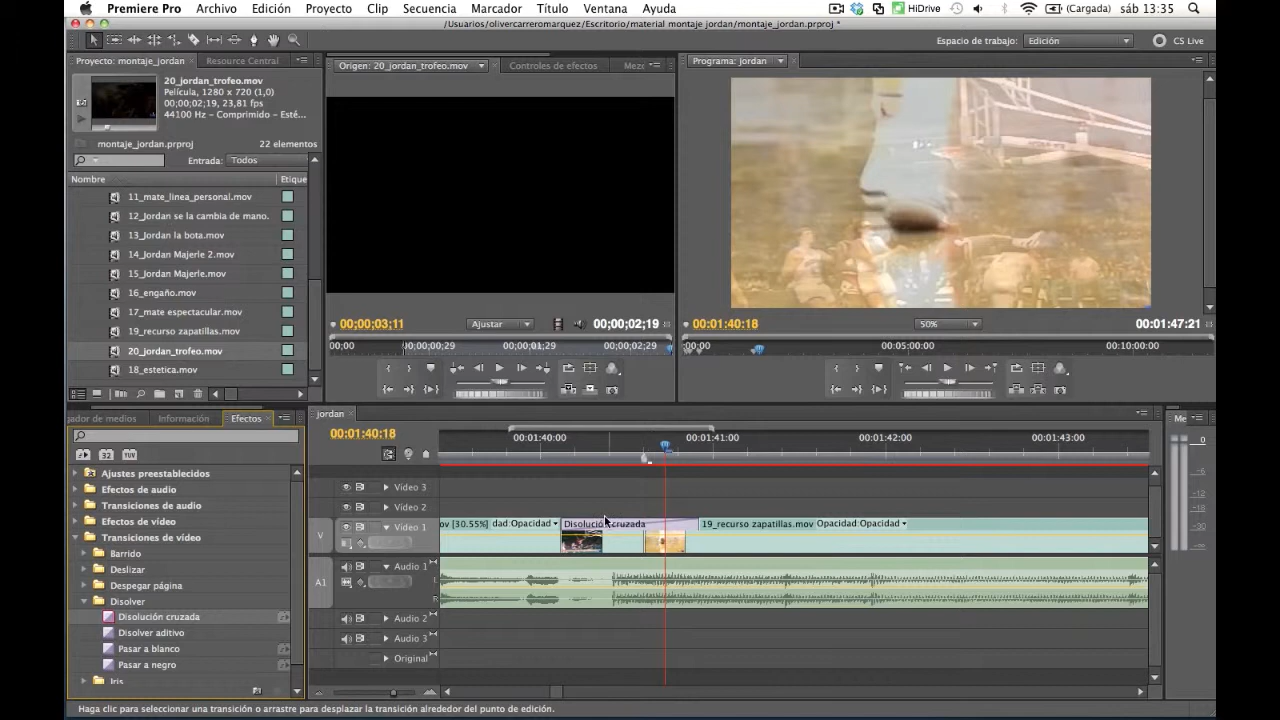 Premiere Pro Archivo Edición Proyecto Clip Secuencia Marcador Título Ventana Ayuda HiDrive (Cargada) sáb 13:35
/Usuarios/olivercarreromarquez/Escritorio/material montaje jordan/montaje_jordan.prproj *
Espacio de trabajo: Edición CS Live
Proyecto: montaje_jordan Resource Central
20_jordan_trofeo.mov
Película, 1280 x 720 (1,0)
00;00;02;19, 23,81 fps
44100 Hz - Comprimido - Esté...
montaje_jordan.prproj 22 elementos
Entrada: Todos
Nombre Etique
11_mate_linea_personal.mov
12_Jordan se la cambia de mano.
13_Jordan la bota.mov
14_Jordan Majerle 2.mov
15_Jordan Majerle.mov
16_engaño.mov
17_mate espectacular.mov
19_recurso zapatillas.mov
20_jordan_trofeo.mov
18_estetica.mov
Origen: 20_jordan_trofeo.mov Controles de efectos Mez
00;00;03;11 Ajustar 00;00;02;19
00;00 00;00;00;29 00;00;01;29 00;00;02;29
Programa: jordan
00:01:40:18 50% 00:01:47:21
00:00 00:05:00:00 00:10:00:00
gador de medios Información Efectos
Ajustes preestablecidos
Efectos de audio
Transiciones de audio
Efectos de vídeo
Transiciones de vídeo
Barrido
Deslizar
Despegar página
Disolver
Disolución cruzada
Disolver aditivo
Pasar a blanco
Pasar a negro
Iris
jordan
00:01:40:18 00:01:40:00 00:01:41:00 00:01:42:00 00:01:43:00
Vídeo 3
Vídeo 2
V Vídeo 1 ov [30.55%] dad:Opacidad Disolución cruzada 19_recurso zapatillas.mov Opacidad:Opacidad
A1 Audio 1
Audio 2
Audio 3
Original
Me
0
-6
-12
-18
-30
Haga clic para seleccionar una transición o arrastre para desplazar la transición alrededor del punto de edición.